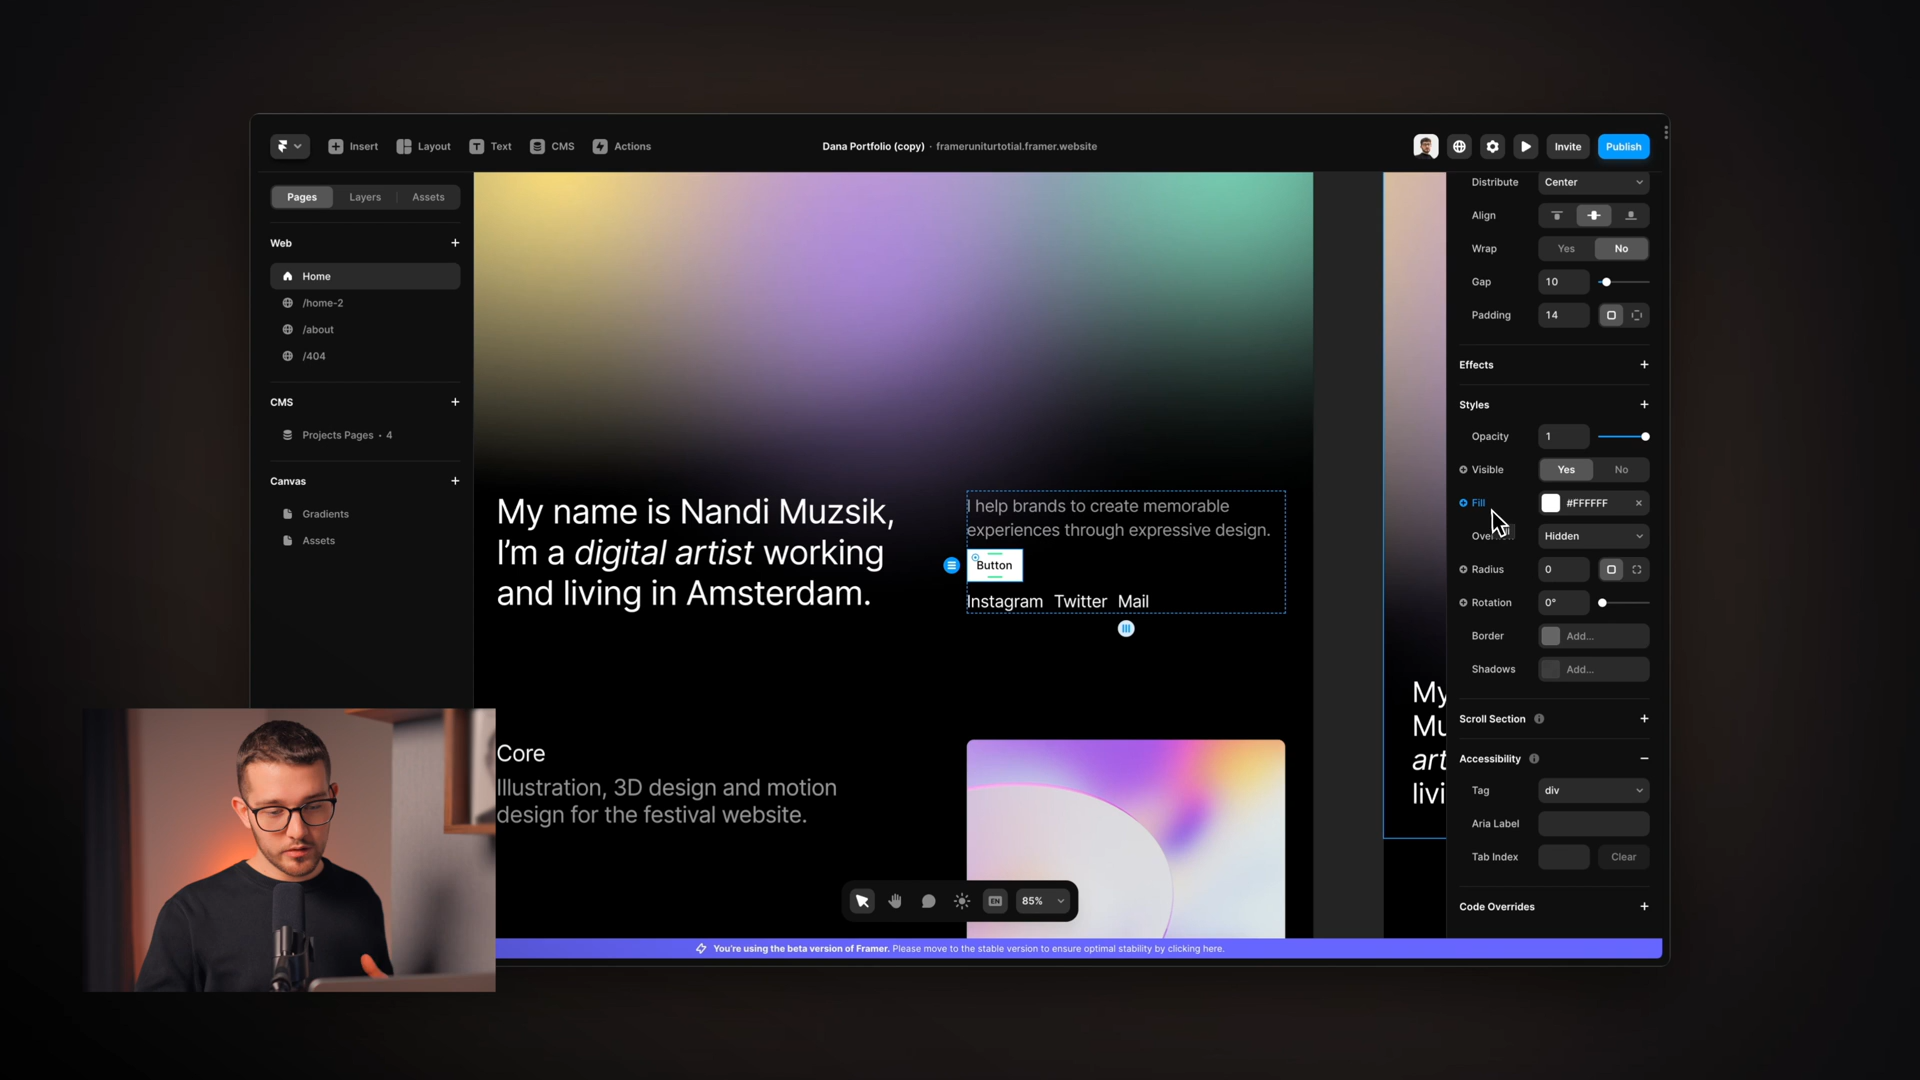 Insert
Layout
Text
CMS
Actions
Dana Portfolio (copy) · frameruniturtotial.framer.website
Invite
Publish
Pages
Layers
Assets
Web
Home
/home-2
/about
/404
CMS
Projects Pages · 4
Canvas
Gradients
Assets
My name is Nandi Muzsik,
I'm a digital artist working
and living in Amsterdam.
I help brands to create memorable
experiences through expressive design.
Button
Instagram Twitter Mail
Core
Illustration, 3D design and motion
design for the festival website.
My
Mu
art
livi
EN
85%
You're using the beta version of Framer. Please move to the stable version to ensure optimal stability by clicking here.
Distribute Center
Align
Wrap Yes No
Gap 10
Padding 14
Effects
Styles
Opacity 1
Visible Yes No
Fill #FFFFFF
Hidden
Radius 0
Rotation 0°
Border Add...
Shadows Add...
Scroll Section
Accessibility
Tag div
Aria Label
Tab Index Clear
Code Overrides